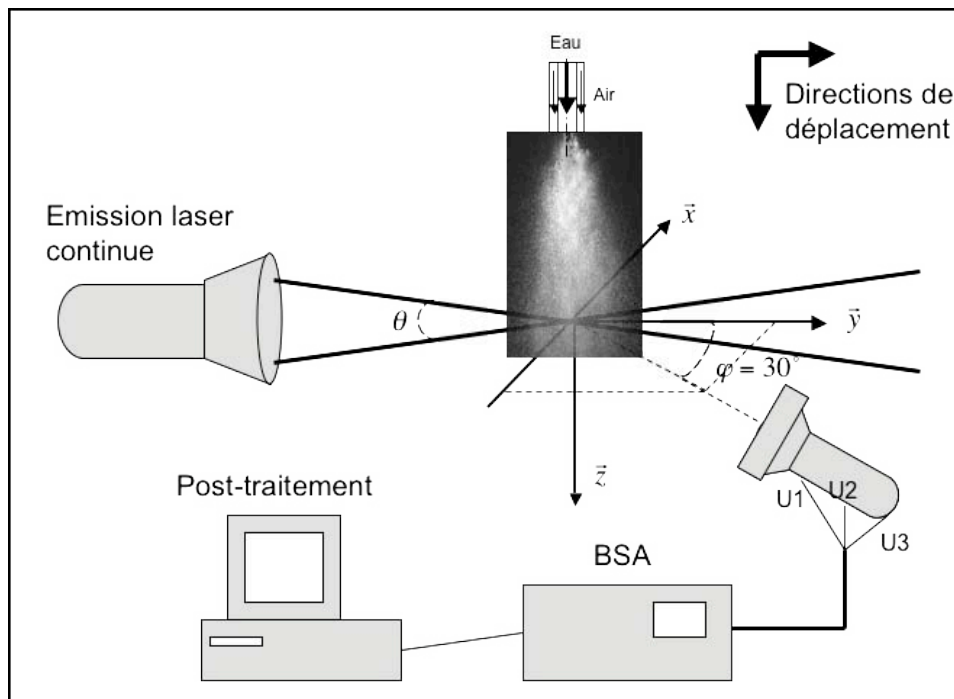 Eau
Air
Directions de
déplacement
Emission laser
continue
x
θ
y
φ = 30°
z
Post-traitement
U1
U2
U3
BSA